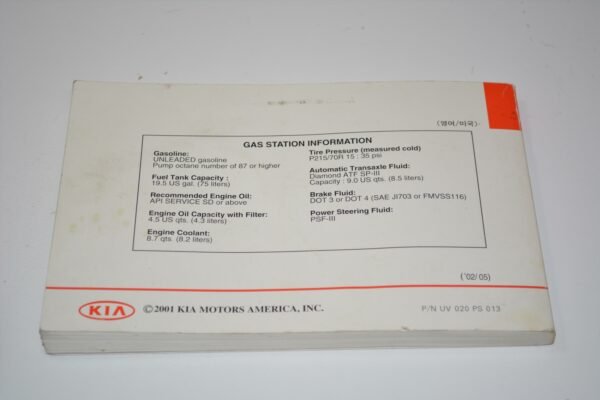 (영어/미국)
GAS STATION INFORMATION
Gasoline:
UNLEADED gasoline
Pump octane number of 87 or higher
Fuel Tank Capacity :
19.5 US gal. (75 liters)
Recommended Engine Oil:
API SERVICE SD or above
Engine Oil Capacity with Filter:
4.5 US qts. (4.3 liters)
Engine Coolant:
8.7 qts. (8.2 liters)
Tire Pressure (measured cold)
P215/70R 15 : 35 psi
Automatic Transaxle Fluid:
Diamond ATF SP-III
Capacity : 9.0 US qts. (8.5 liters)
Brake Fluid:
DOT 3 or DOT 4 (SAE JI703 or FMVSS116)
Power Steering Fluid:
PSF-III
('02/05)
KIA ©2001 KIA MOTORS AMERICA, INC.
P/N UV 020 PS 013